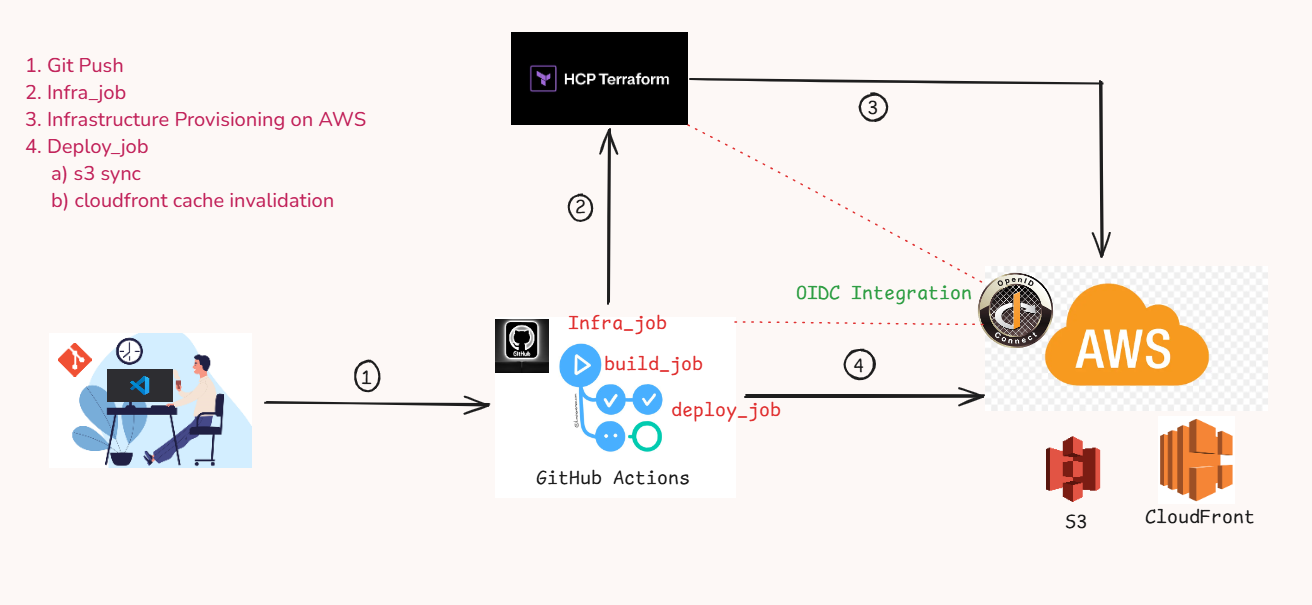 1. Git Push
2. Infra_job
3. Infrastructure Provisioning on AWS
4. Deploy_job
a) s3 sync
b) cloudfront cache invalidation
HCP Terraform
3
2
OIDC Integration
OpenID
Connect
AWS
GitHub
Infra_job
build_job
deploy_job
GitHub Actions
1
4
S3
CloudFront